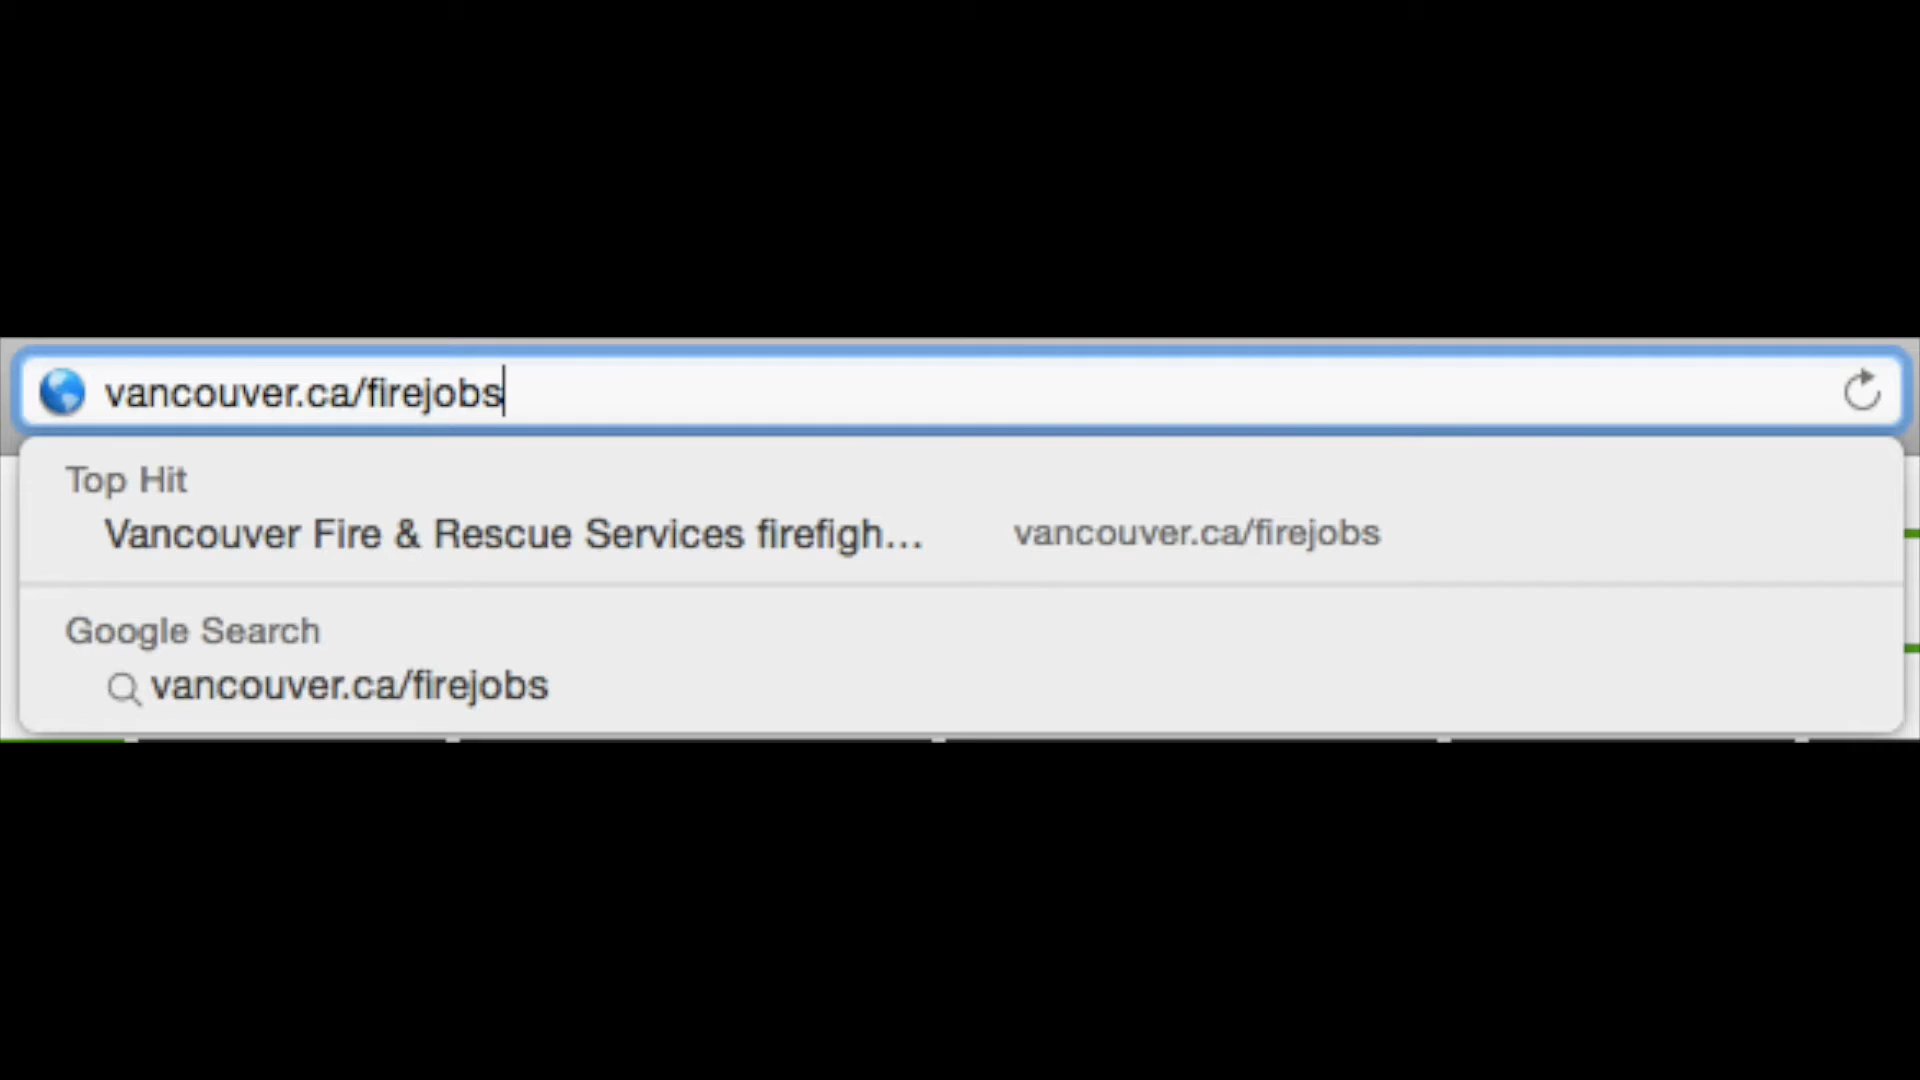 vancouver.ca/firejobs
Top Hit
Vancouver Fire & Rescue Services firefigh... vancouver.ca/firejobs
Google Search
vancouver.ca/firejobs